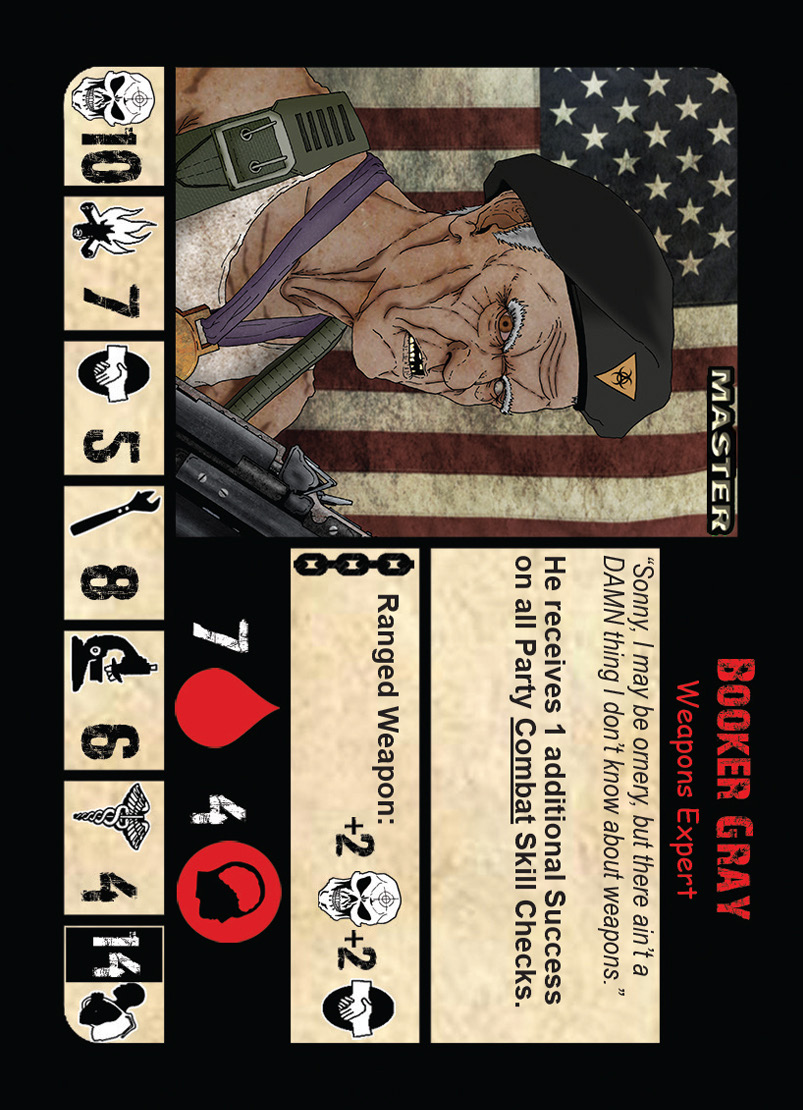 MASTER
BOOKER GRAY
Weapons Expert
“Sonny, I may be ornery, but there ain't a
DAMN thing I don't know about weapons.”
He receives 1 additional Success
on all Party Combat Skill Checks.
Ranged Weapon: +2 +2
7 4
10 7 5 8 6 4 14